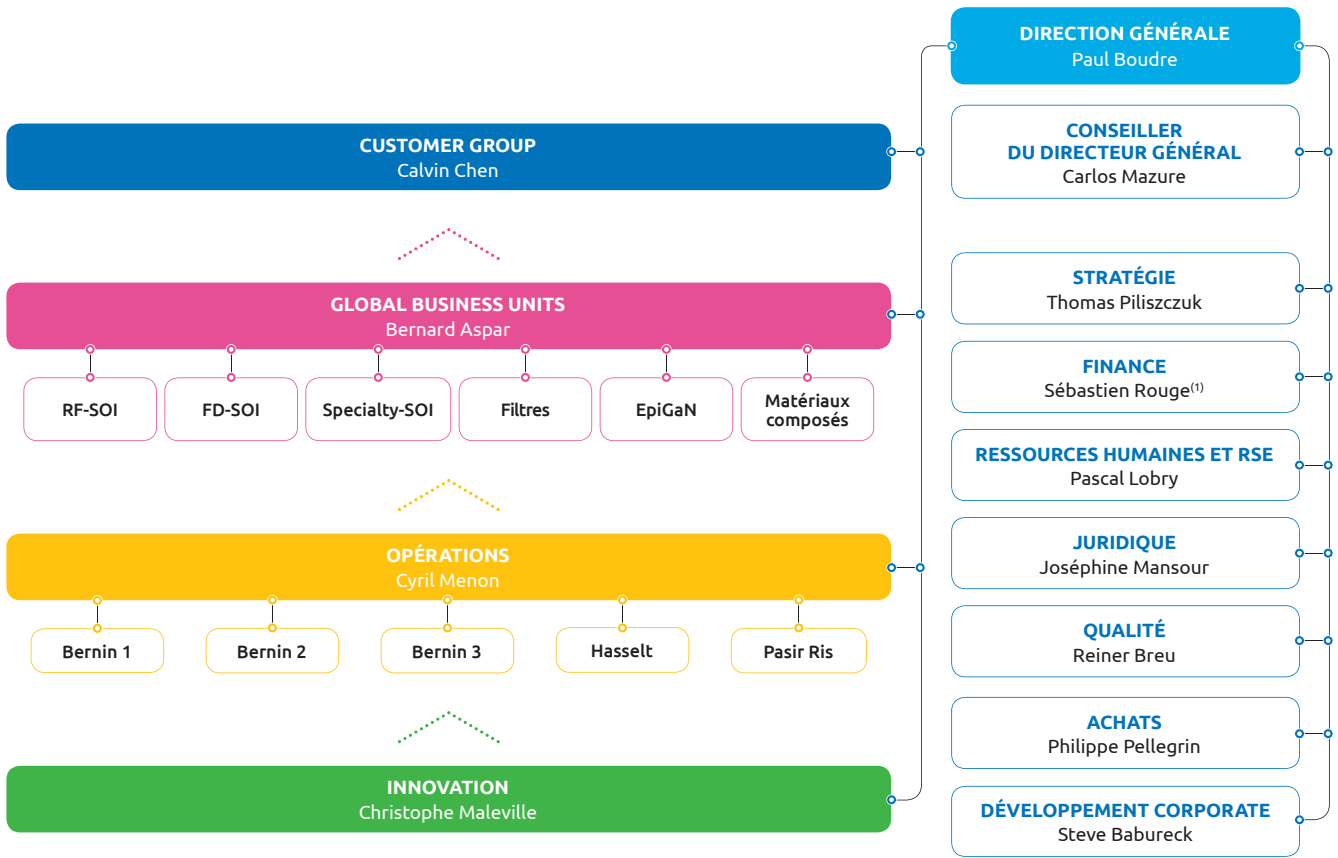 DIRECTION GÉNÉRALE
Paul Boudre
CUSTOMER GROUP
Calvin Chen
GLOBAL BUSINESS UNITS
Bernard Aspar
RF-SOI
FD-SOI
Specialty-SOI
Filtres
EpiGaN
Matériaux
composés
OPÉRATIONS
Cyril Menon
Bernin 1
Bernin 2
Bernin 3
Hasselt
Pasir Ris
INNOVATION
Christophe Maleville
CONSEILLER
DU DIRECTEUR GÉNÉRAL
Carlos Mazure
STRATÉGIE
Thomas Piliszczuk
FINANCE
Sébastien Rouge(1)
RESSOURCES HUMAINES ET RSE
Pascal Lobry
JURIDIQUE
Joséphine Mansour
QUALITÉ
Reiner Breu
ACHATS
Philippe Pellegrin
DÉVELOPPEMENT CORPORATE
Steve Babureck